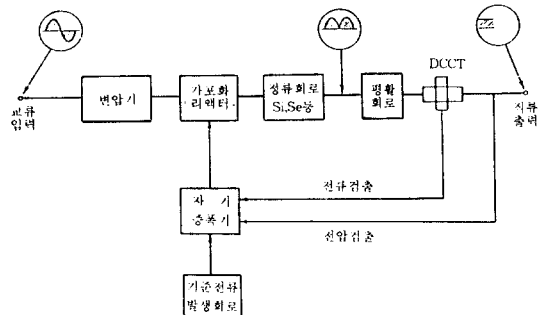 DCCT
교류
입력
변압기
가포화
리액터
정류회로
Si,Se등
평활
회로
직류
출력
전류검출
자 기
증폭기
전압검출
기준전류
발생회로